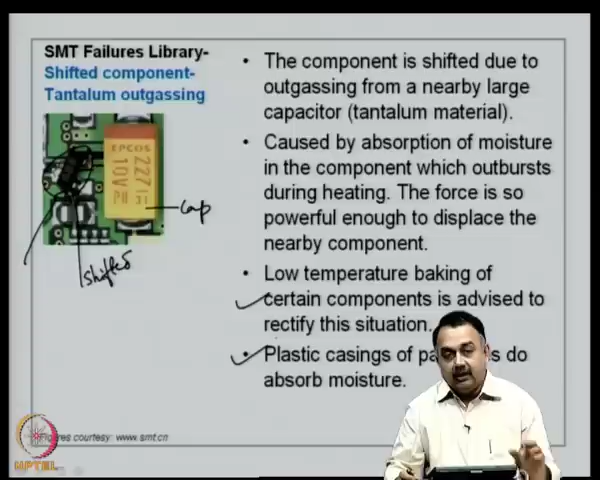 SMT Failures Library-
Shifted component-
Tantalum outgassing
EPCOS
227
10V
cap
shifted
• The component is shifted due to
outgassing from a nearby large
capacitor (tantalum material).
• Caused by absorption of moisture
in the component which outbursts
during heating. The force is so
powerful enough to displace the
nearby component.
• Low temperature baking of
certain components is advised to
rectify this situation.
• Plastic casings of do
absorb moisture.
Figures courtesy: www.smt.cn
NPTEL